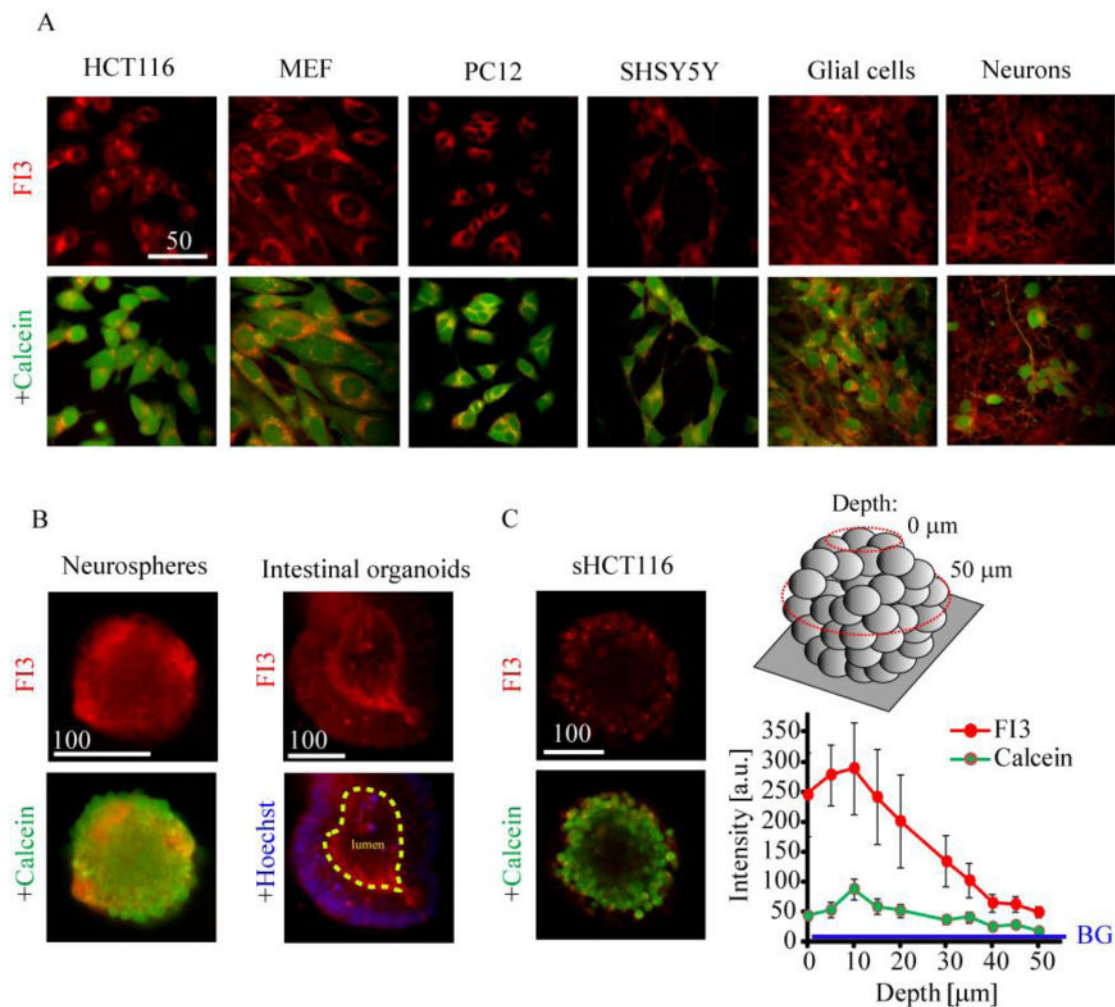 A
HCT116 MEF PC12 SHSY5Y Glial cells Neurons
FI3
50
+Calcein
B
Neurospheres Intestinal organoids
FI3
100
+Calcein
FI3
100
+Hoechst
lumen
C
sHCT116
FI3
100
+Calcein
Depth:
0 μm
50 μm
FI3
Calcein
Intensity [a.u.]
350
300
250
200
150
100
50
0
BG
0 10 20 30 40 50
Depth [μm]